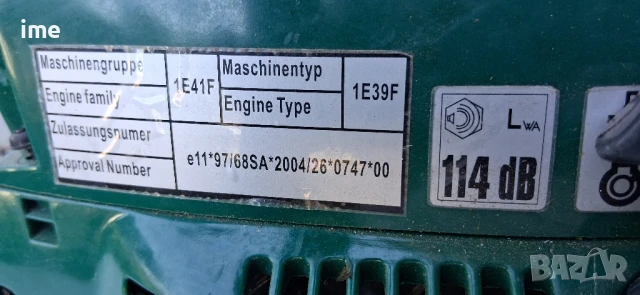 ime
Maschinengruppe
Engine family
1E41F
Maschinentyp
Engine Type
1E39F
Zulassungsnumer
Approval Number
e11*97/68SA*2004/26*0747*00
LWA
114 dB
BAZAR